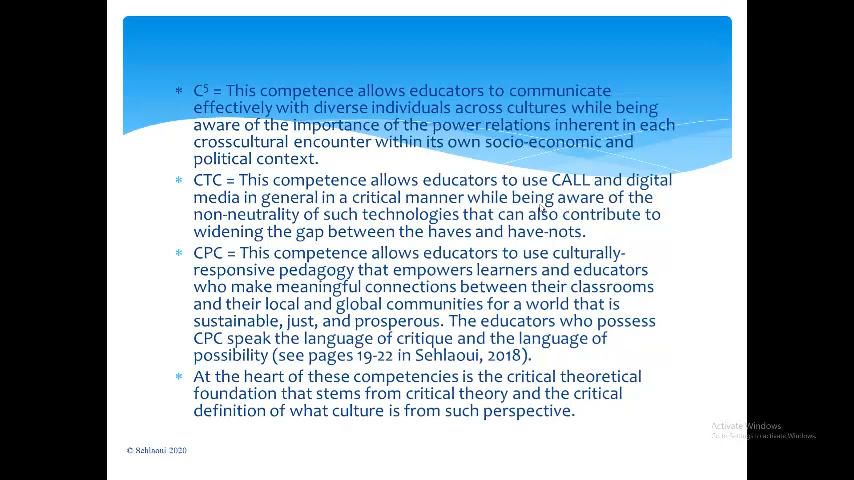 * C⁵ = This competence allows educators to communicate
effectively with diverse individuals across cultures while being
aware of the importance of the power relations inherent in each
crosscultural encounter within its own socio-economic and
political context.
* CTC = This competence allows educators to use CALL and digital
media in general in a critical manner while being aware of the
non-neutrality of such technologies that can also contribute to
widening the gap between the haves and have-nots.
* CPC = This competence allows educators to use culturally-
responsive pedagogy that empowers learners and educators
who make meaningful connections between their classrooms
and their local and global communities for a world that is
sustainable, just, and prosperous. The educators who possess
CPC speak the language of critique and the language of
possibility (see pages 19-22 in Sehlaoui, 2018).
* At the heart of these competencies is the critical theoretical
foundation that stems from critical theory and the critical
definition of what culture is from such perspective.
Activate Windows
Go to Settings to activate Windows.
© Sehlaoui 2020